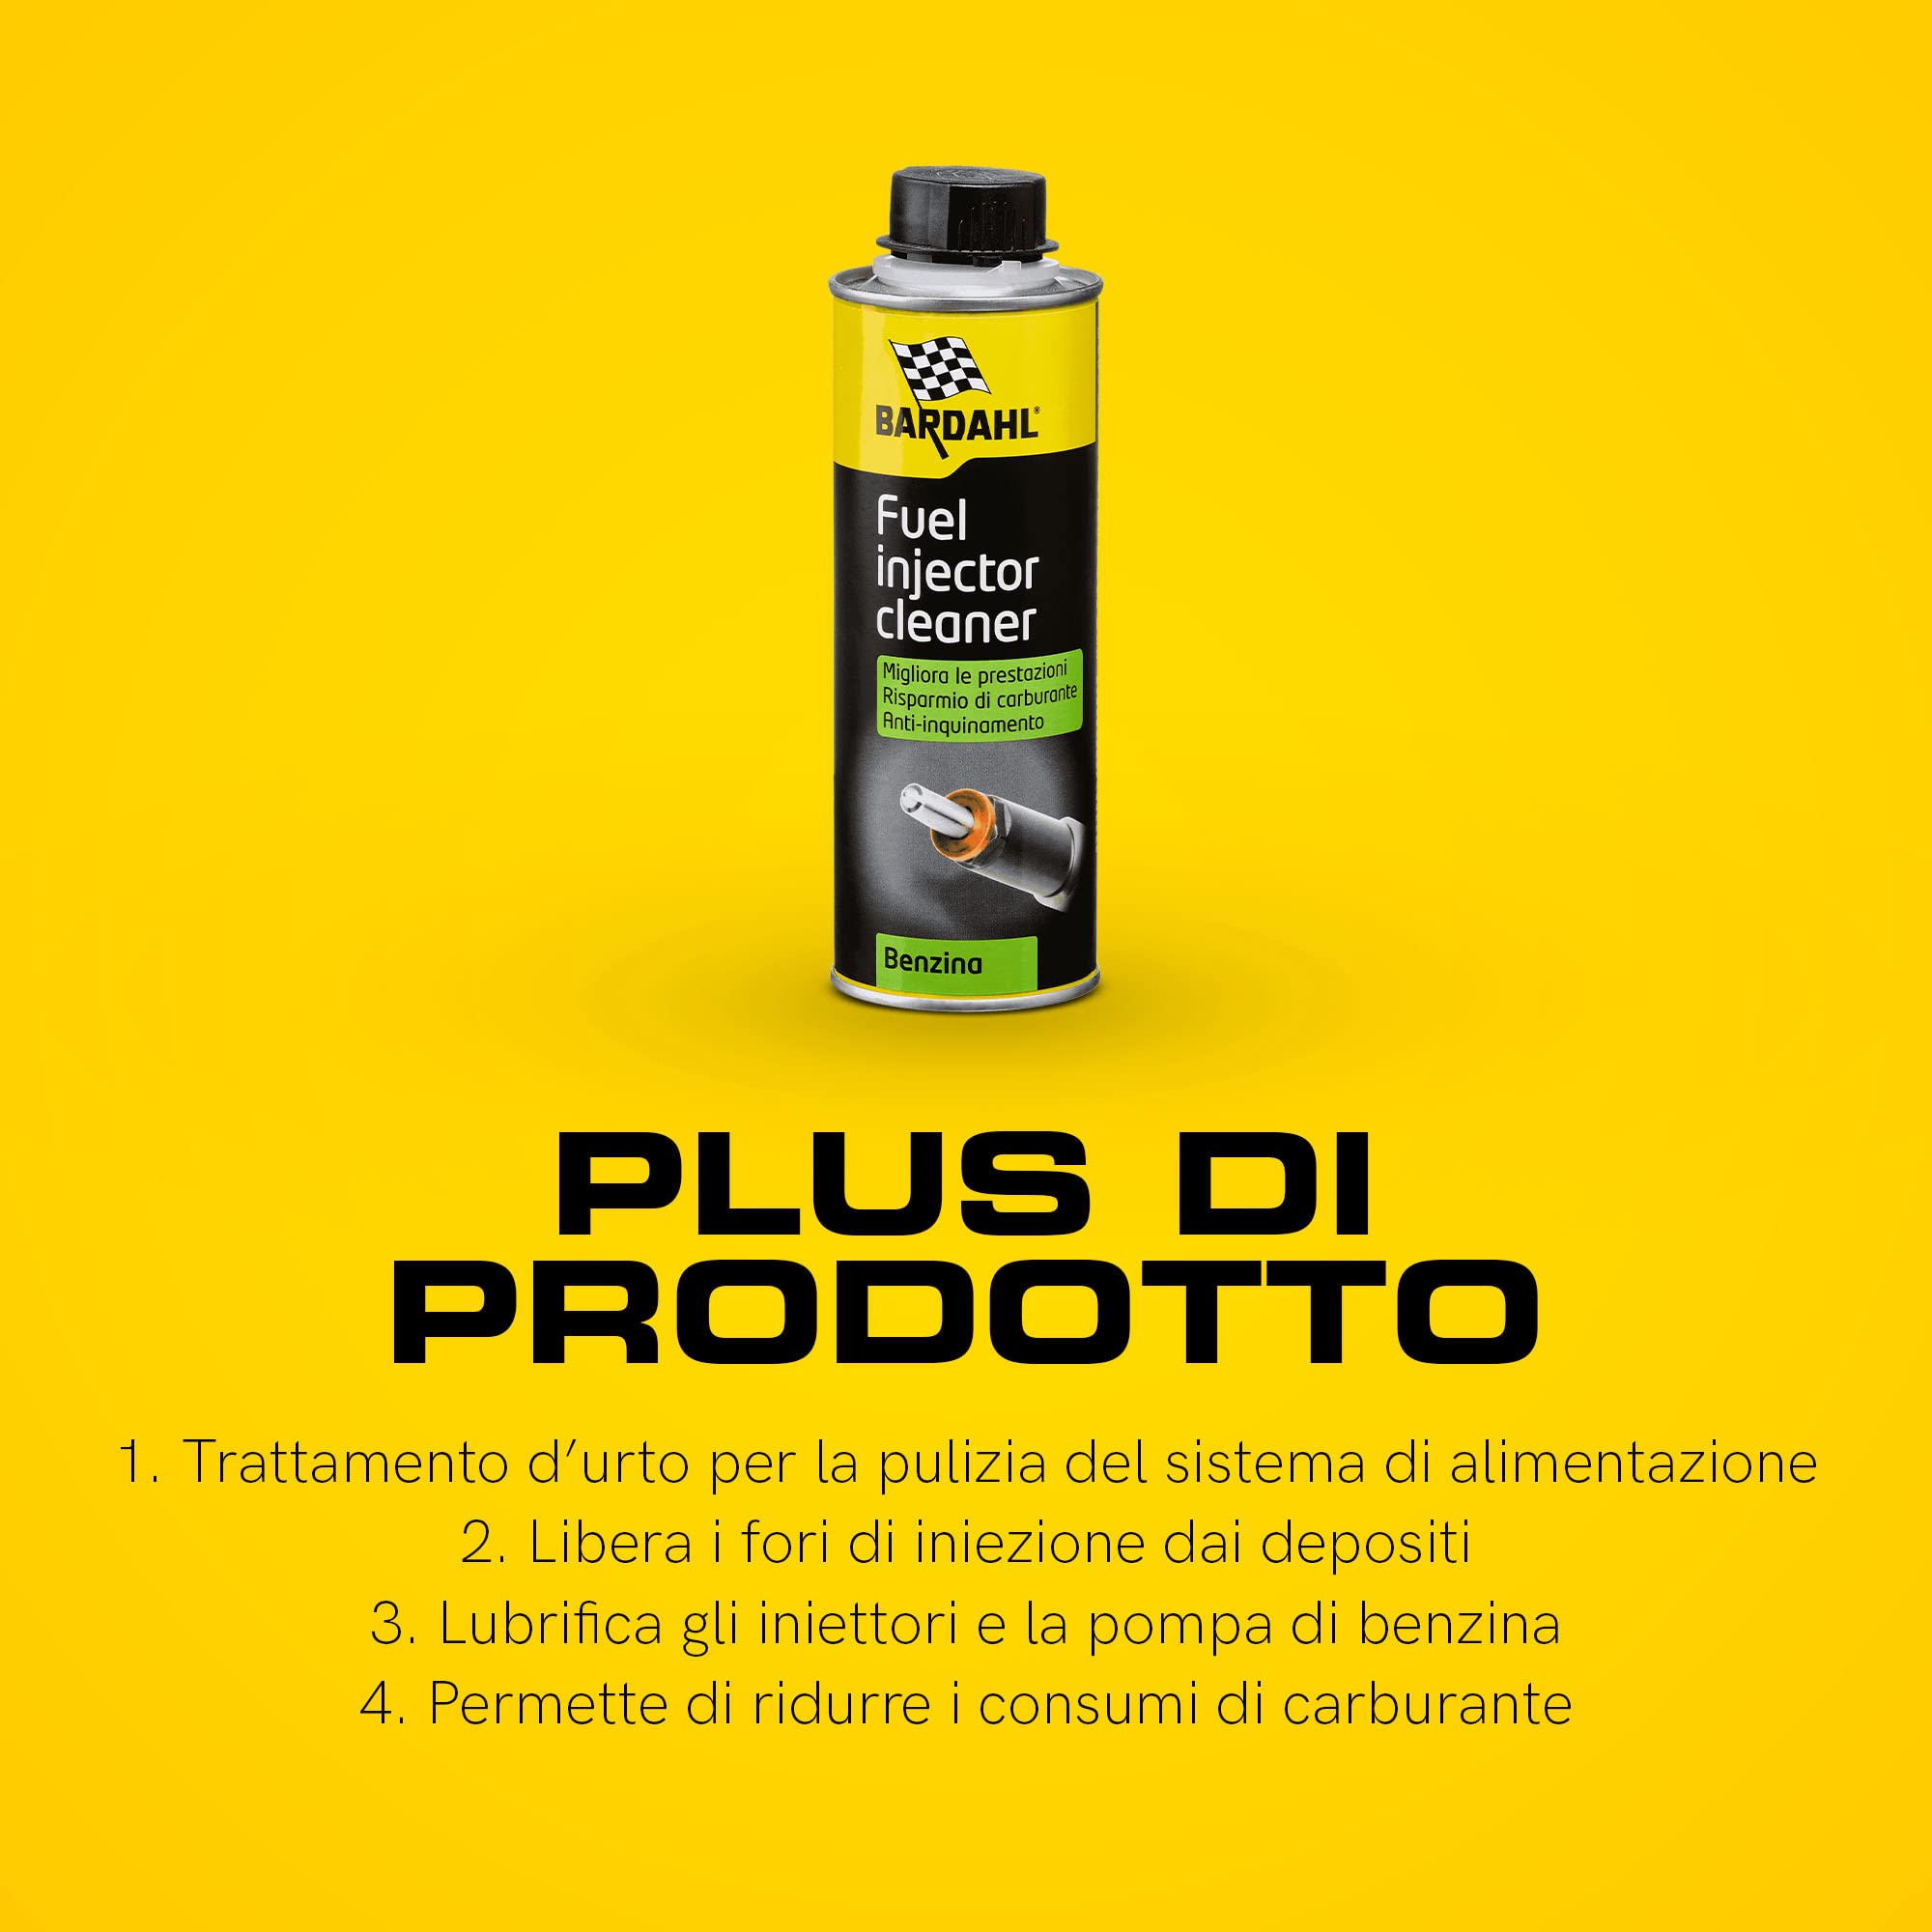 BARDAHL®
Fuel
injector
cleaner
Migliora le prestazioni
Risparmio di carburante
Anti-inquinamento
Benzina
PLUS DI
PRODOTTO
1. Trattamento d’urto per la pulizia del sistema di alimentazione
2. Libera i fori di iniezione dai depositi
3. Lubrifica gli iniettori e la pompa di benzina
4. Permette di ridurre i consumi di carburante